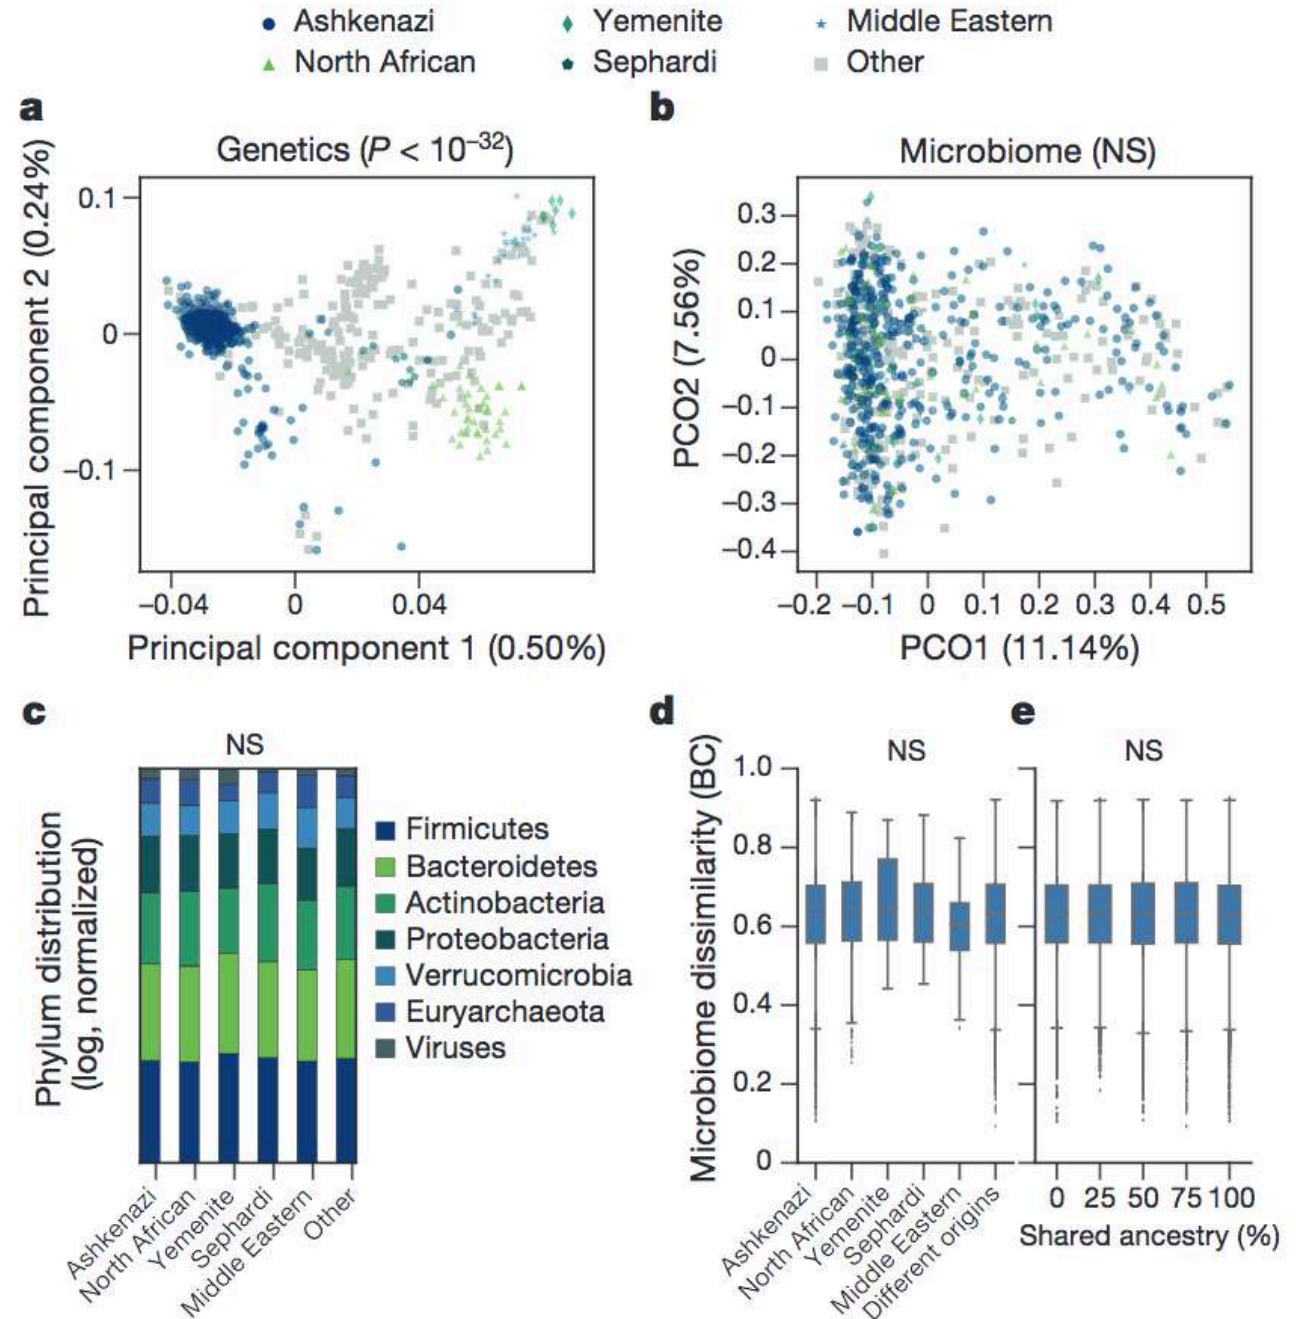 Ashkenazi Yemenite Middle Eastern
North African Sephardi Other
a
Genetics (P < 10⁻³²)
Principal component 2 (0.24%)
0.1
0
−0.1
−0.04 0 0.04
Principal component 1 (0.50%)
b
Microbiome (NS)
PCO2 (7.56%)
0.3
0.2
0.1
0
−0.1
−0.2
−0.3
−0.4
−0.2 −0.1 0 0.1 0.2 0.3 0.4 0.5
PCO1 (11.14%)
c
NS
Phylum distribution
(log, normalized)
Firmicutes
Bacteroidetes
Actinobacteria
Proteobacteria
Verrucomicrobia
Euryarchaeota
Viruses
Ashkenazi
North African
Yemenite
Sephardi
Middle Eastern
Other
d
NS
Microbiome dissimilarity (BC)
1.0
0.8
0.6
0.4
0.2
0
Ashkenazi
North African
Yemenite
Sephardi
Middle Eastern
Different origins
e
NS
0 25 50 75 100
Shared ancestry (%)